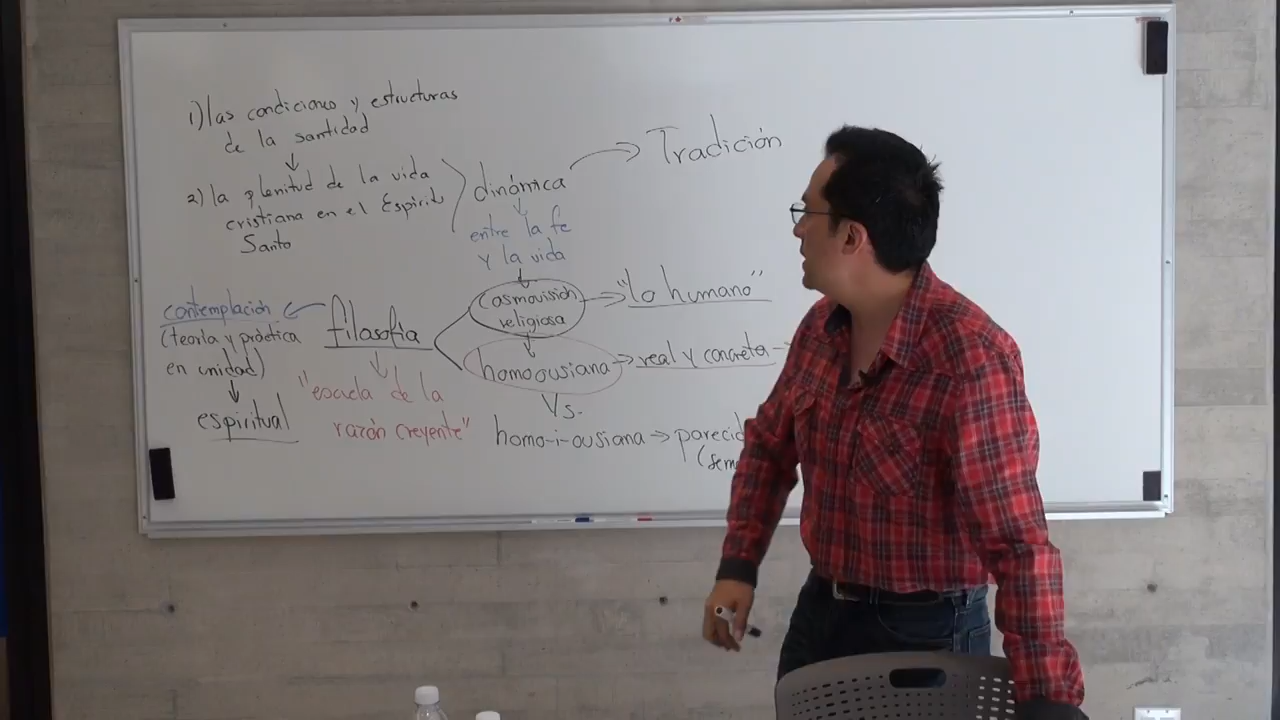 1) las condiciones y estructuras
de la santidad
2) la plenitud de la vida
cristiana en el Espíritu
Santo
dinámica
Tradición
entre la fe
y la vida
Cosmovisión
religiosa
"lo humano"
contemplación
(teoría y práctica
en unidad)
espiritual
filosofía
"escuela de la
razón creyente"
homoousiana
real y concreta
Vs.
homo-i-ousiana